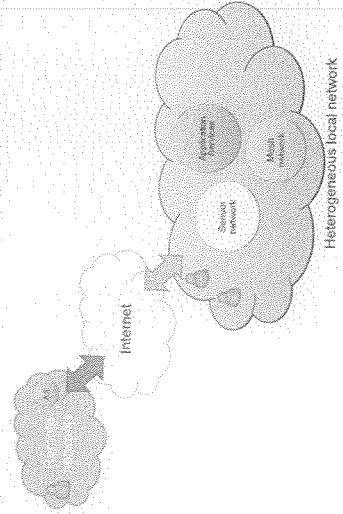 Internet
Sensor
network
Application
Services
Mesh
network
Heterogeneous local network